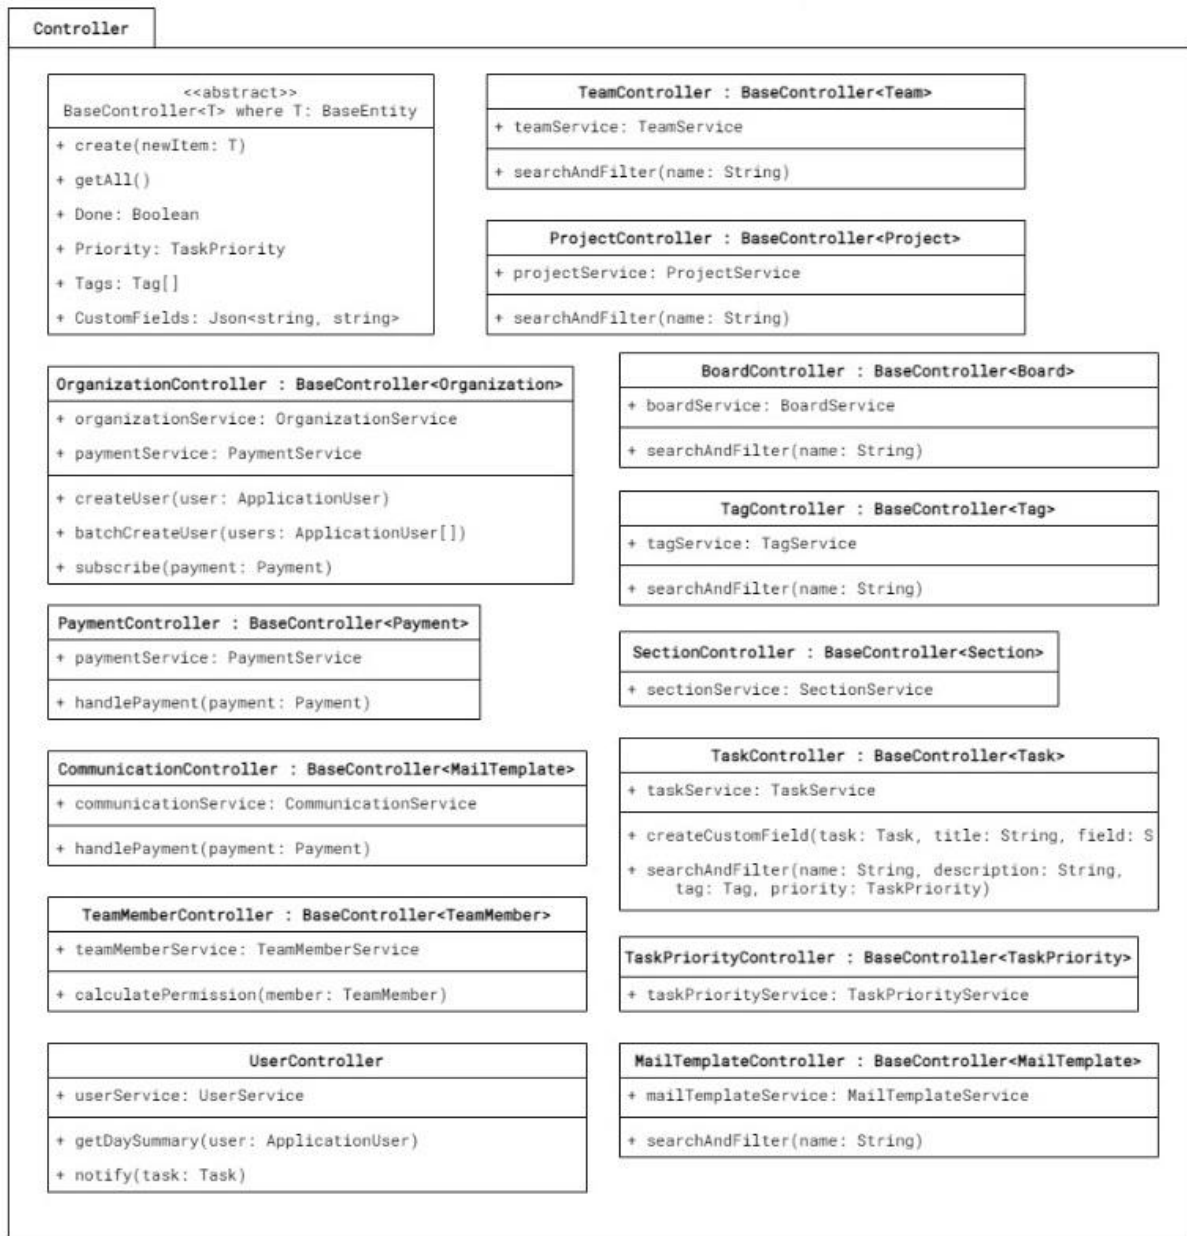 Controller
<<abstract>>
BaseController<T> where T: BaseEntity
+ create(newItem: T)
+ getAll()
+ Done: Boolean
+ Priority: TaskPriority
+ Tags: Tag[]
+ CustomFields: Json<string, string>
TeamController : BaseController<Team>
+ teamService: TeamService
+ searchAndFilter(name: String)
ProjectController : BaseController<Project>
+ projectService: ProjectService
+ searchAndFilter(name: String)
OrganizationController : BaseController<Organization>
+ organizationService: OrganizationService
+ paymentService: PaymentService
+ createUser(user: ApplicationUser)
+ batchCreateUser(users: ApplicationUser[])
+ subscribe(payment: Payment)
BoardController : BaseController<Board>
+ boardService: BoardService
+ searchAndFilter(name: String)
TagController : BaseController<Tag>
+ tagService: TagService
+ searchAndFilter(name: String)
PaymentController : BaseController<Payment>
+ paymentService: PaymentService
+ handlePayment(payment: Payment)
SectionController : BaseController<Section>
+ sectionService: SectionService
CommunicationController : BaseController<MailTemplate>
+ communicationService: CommunicationService
+ handlePayment(payment: Payment)
TaskController : BaseController<Task>
+ taskService: TaskService
+ createCustomField(task: Task, title: String, field: S
+ searchAndFilter(name: String, description: String,
tag: Tag, priority: TaskPriority)
TeamMemberController : BaseController<TeamMember>
+ teamMemberService: TeamMemberService
+ calculatePermission(member: TeamMember)
TaskPriorityController : BaseController<TaskPriority>
+ taskPriorityService: TaskPriorityService
UserController
+ userService: UserService
+ getDaySummary(user: ApplicationUser)
+ notify(task: Task)
MailTemplateController : BaseController<MailTemplate>
+ mailTemplateService: MailTemplateService
+ searchAndFilter(name: String)